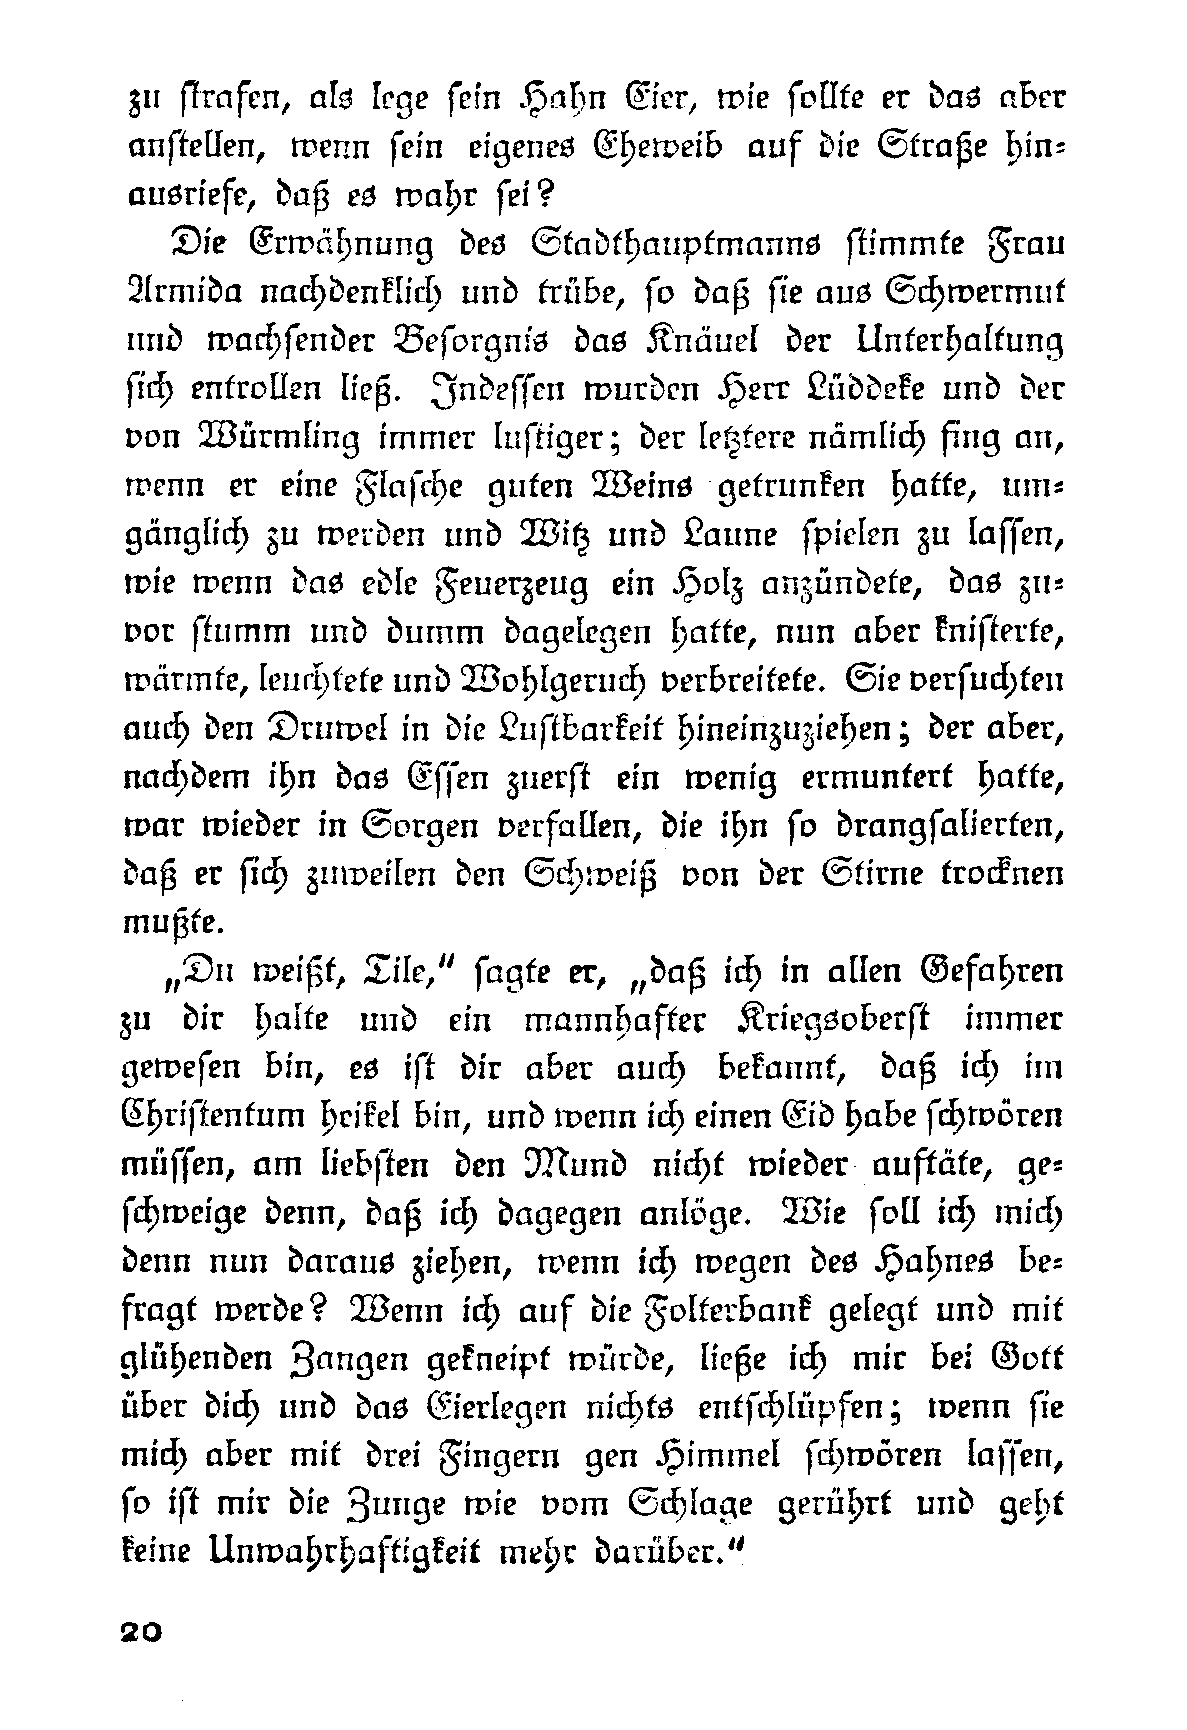 zu strafen, als lege sein Hahn Eier, wie sollte er das aber
anstellen, wenn sein eigenes Eheweib auf die Straße hin-
ausriefe, daß es wahr sei?
Die Erwähnung des Stadthauptmanns stimmte Frau
Armida nachdenklich und trübe, so daß sie aus Schwermut
und wachsender Besorgnis das Knäuel der Unterhaltung
sich entrollen ließ. Indessen wurden Herr Lüddeke und der
von Würmling immer lustiger; der letztere nämlich fing an,
wenn er eine Flasche guten Weins getrunken hatte, um-
gänglich zu werden und Witz und Laune spielen zu lassen,
wie wenn das edle Feuerzeug ein Holz anzündete, das zu-
vor stumm und dumm dagelegen hatte, nun aber knisterte,
wärmte, leuchtete und Wohlgeruch verbreitete. Sie versuchten
auch den Druwel in die Lustbarkeit hineinzuziehen; der aber,
nachdem ihn das Essen zuerst ein wenig ermuntert hatte,
war wieder in Sorgen verfallen, die ihn so drangsalierten,
daß er sich zuweilen den Schweiß von der Stirne trocknen
mußte.
„Du weißt, Tile,“ sagte er, „daß ich in allen Gefahren
zu dir halte und ein mannhafter Kriegsoberst immer
gewesen bin, es ist dir aber auch bekannt, daß ich im
Christentum heikel bin, und wenn ich einen Eid habe schwören
müssen, am liebsten den Mund nicht wieder auftäte, ge-
schweige denn, daß ich dagegen anlöge. Wie soll ich mich
denn nun daraus ziehen, wenn ich wegen des Hahnes be-
fragt werde? Wenn ich auf die Folterbank gelegt und mit
glühenden Zangen gekneipt würde, ließe ich mir bei Gott
über dich und das Eierlegen nichts entschlüpfen; wenn sie
mich aber mit drei Fingern gen Himmel schwören lassen,
so ist mir die Zunge wie vom Schlage gerührt und geht
keine Unwahrhaftigkeit mehr darüber.“
20